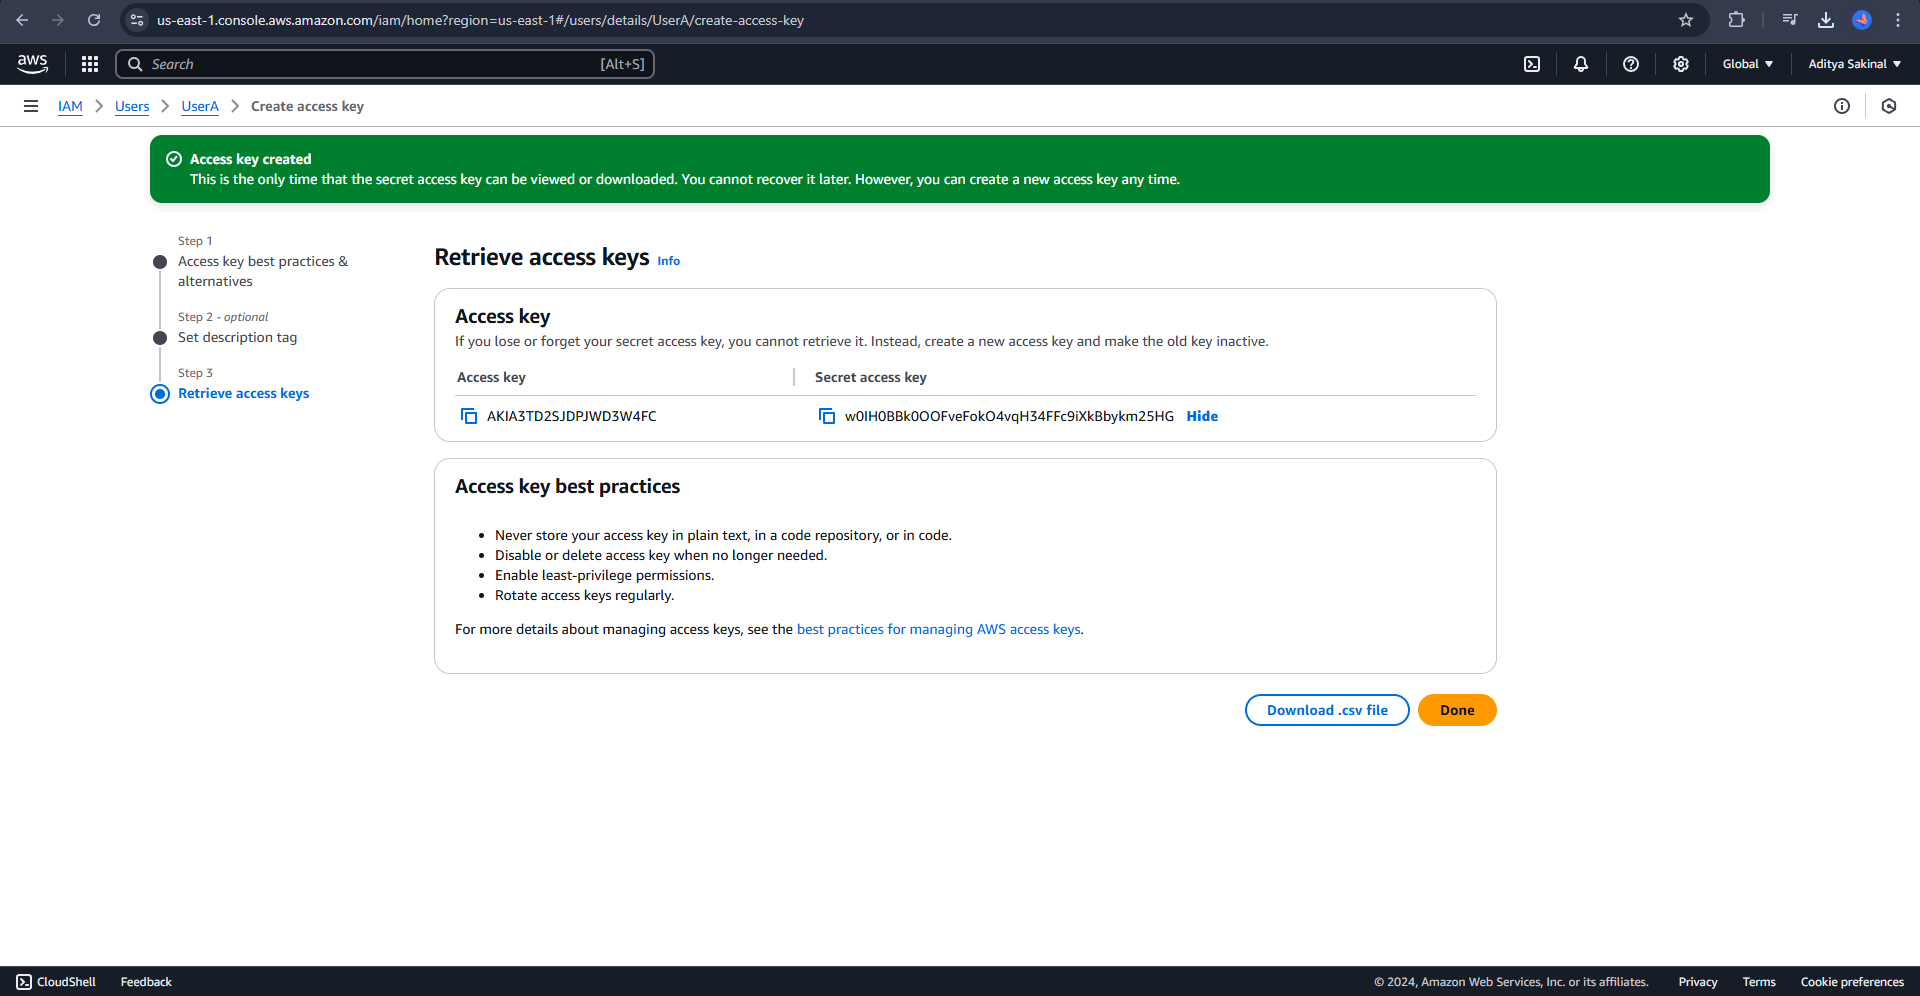 us-east-1.console.aws.amazon.com/iam/home?region=us-east-1#/users/details/UserA/create-access-key
aws
Search [Alt+S]
Global
Aditya Sakinal
IAM > Users > UserA > Create access key
Access key created
This is the only time that the secret access key can be viewed or downloaded. You cannot recover it later. However, you can create a new access key any time.
Step 1
Access key best practices &
alternatives
Step 2 - optional
Set description tag
Step 3
Retrieve access keys
Retrieve access keys Info
Access key
If you lose or forget your secret access key, you cannot retrieve it. Instead, create a new access key and make the old key inactive.
Access key Secret access key
AKIA3TD2SJDPJWD3W4FC w0IH0BBk0OOFveFokO4vqH34FFc9iXkBbykm25HG Hide
Access key best practices
• Never store your access key in plain text, in a code repository, or in code.
• Disable or delete access key when no longer needed.
• Enable least-privilege permissions.
• Rotate access keys regularly.
For more details about managing access keys, see the best practices for managing AWS access keys.
Download .csv file
Done
CloudShell Feedback © 2024, Amazon Web Services, Inc. or its affiliates. Privacy Terms Cookie preferences